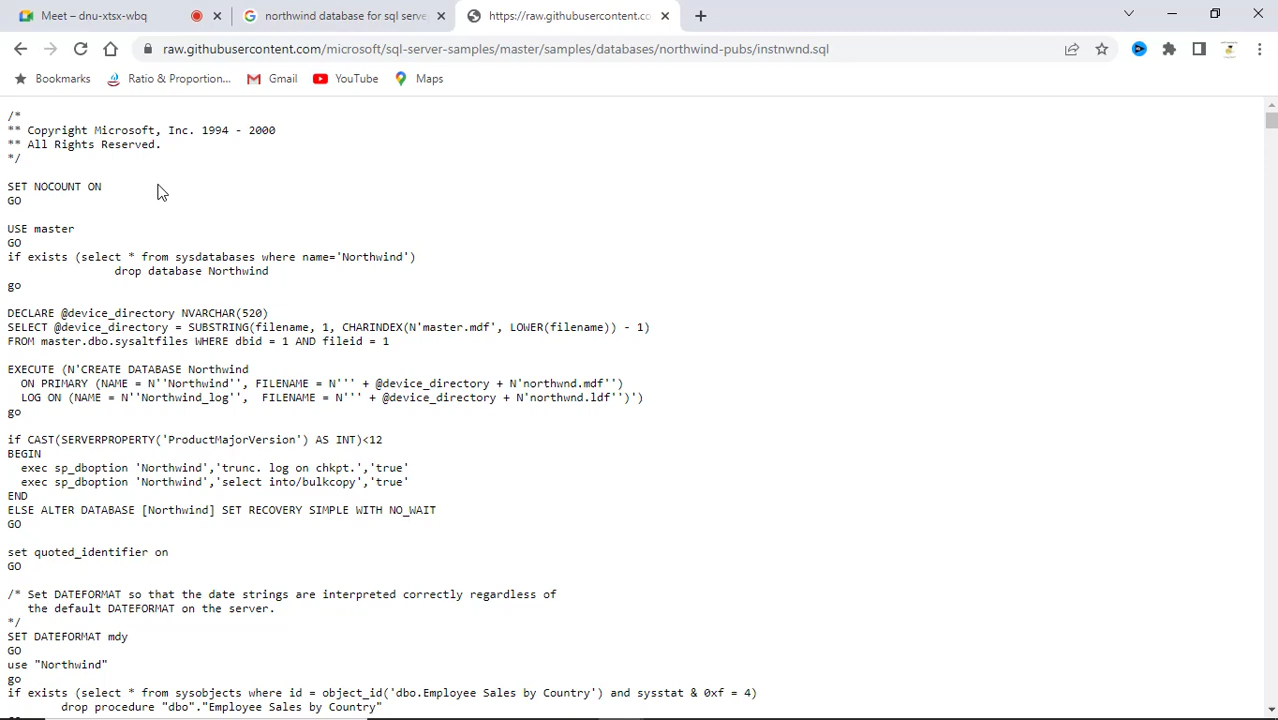 Meet – dnu-xtsx-wbq
northwind database for sql serve
https://raw.githubusercontent.co
raw.githubusercontent.com/microsoft/sql-server-samples/master/samples/databases/northwind-pubs/instnwnd.sql
Bookmarks
Ratio & Proportion...
Gmail
YouTube
Maps
/*
** Copyright Microsoft, Inc. 1994 - 2000
** All Rights Reserved.
*/
SET NOCOUNT ON
GO
USE master
GO
if exists (select * from sysdatabases where name='Northwind')
drop database Northwind
go
DECLARE @device_directory NVARCHAR(520)
SELECT @device_directory = SUBSTRING(filename, 1, CHARINDEX(N'master.mdf', LOWER(filename)) - 1)
FROM master.dbo.sysaltfiles WHERE dbid = 1 AND fileid = 1
EXECUTE (N'CREATE DATABASE Northwind
ON PRIMARY (NAME = N''Northwind'', FILENAME = N''' + @device_directory + N'northwnd.mdf'')
LOG ON (NAME = N''Northwind_log'',  FILENAME = N''' + @device_directory + N'northwnd.ldf'')')
go
if CAST(SERVERPROPERTY('ProductMajorVersion') AS INT)<12
BEGIN
exec sp_dboption 'Northwind','trunc. log on chkpt.','true'
exec sp_dboption 'Northwind','select into/bulkcopy','true'
END
ELSE ALTER DATABASE [Northwind] SET RECOVERY SIMPLE WITH NO_WAIT
GO
set quoted_identifier on
GO
/* Set DATEFORMAT so that the date strings are interpreted correctly regardless of
the default DATEFORMAT on the server.
*/
SET DATEFORMAT mdy
GO
use "Northwind"
go
if exists (select * from sysobjects where id = object_id('dbo.Employee Sales by Country') and sysstat & 0xf = 4)
drop procedure "dbo"."Employee Sales by Country"